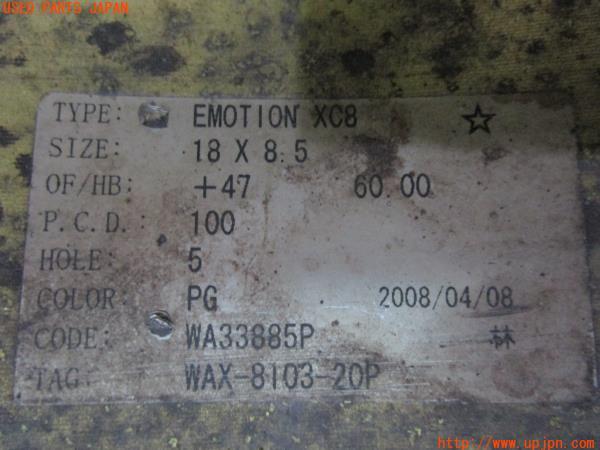 USED PARTS JAPAN
TYPE: EMOTION XC8 ☆
SIZE: 18 X 8.5
OF/HB: +47 60.00
P.C.D.: 100
HOLE: 5
COLOR: PG 2008/04/08
CODE: WA33885P 林
TAG: WAX-8103-20P
http://www.upjpn.com/